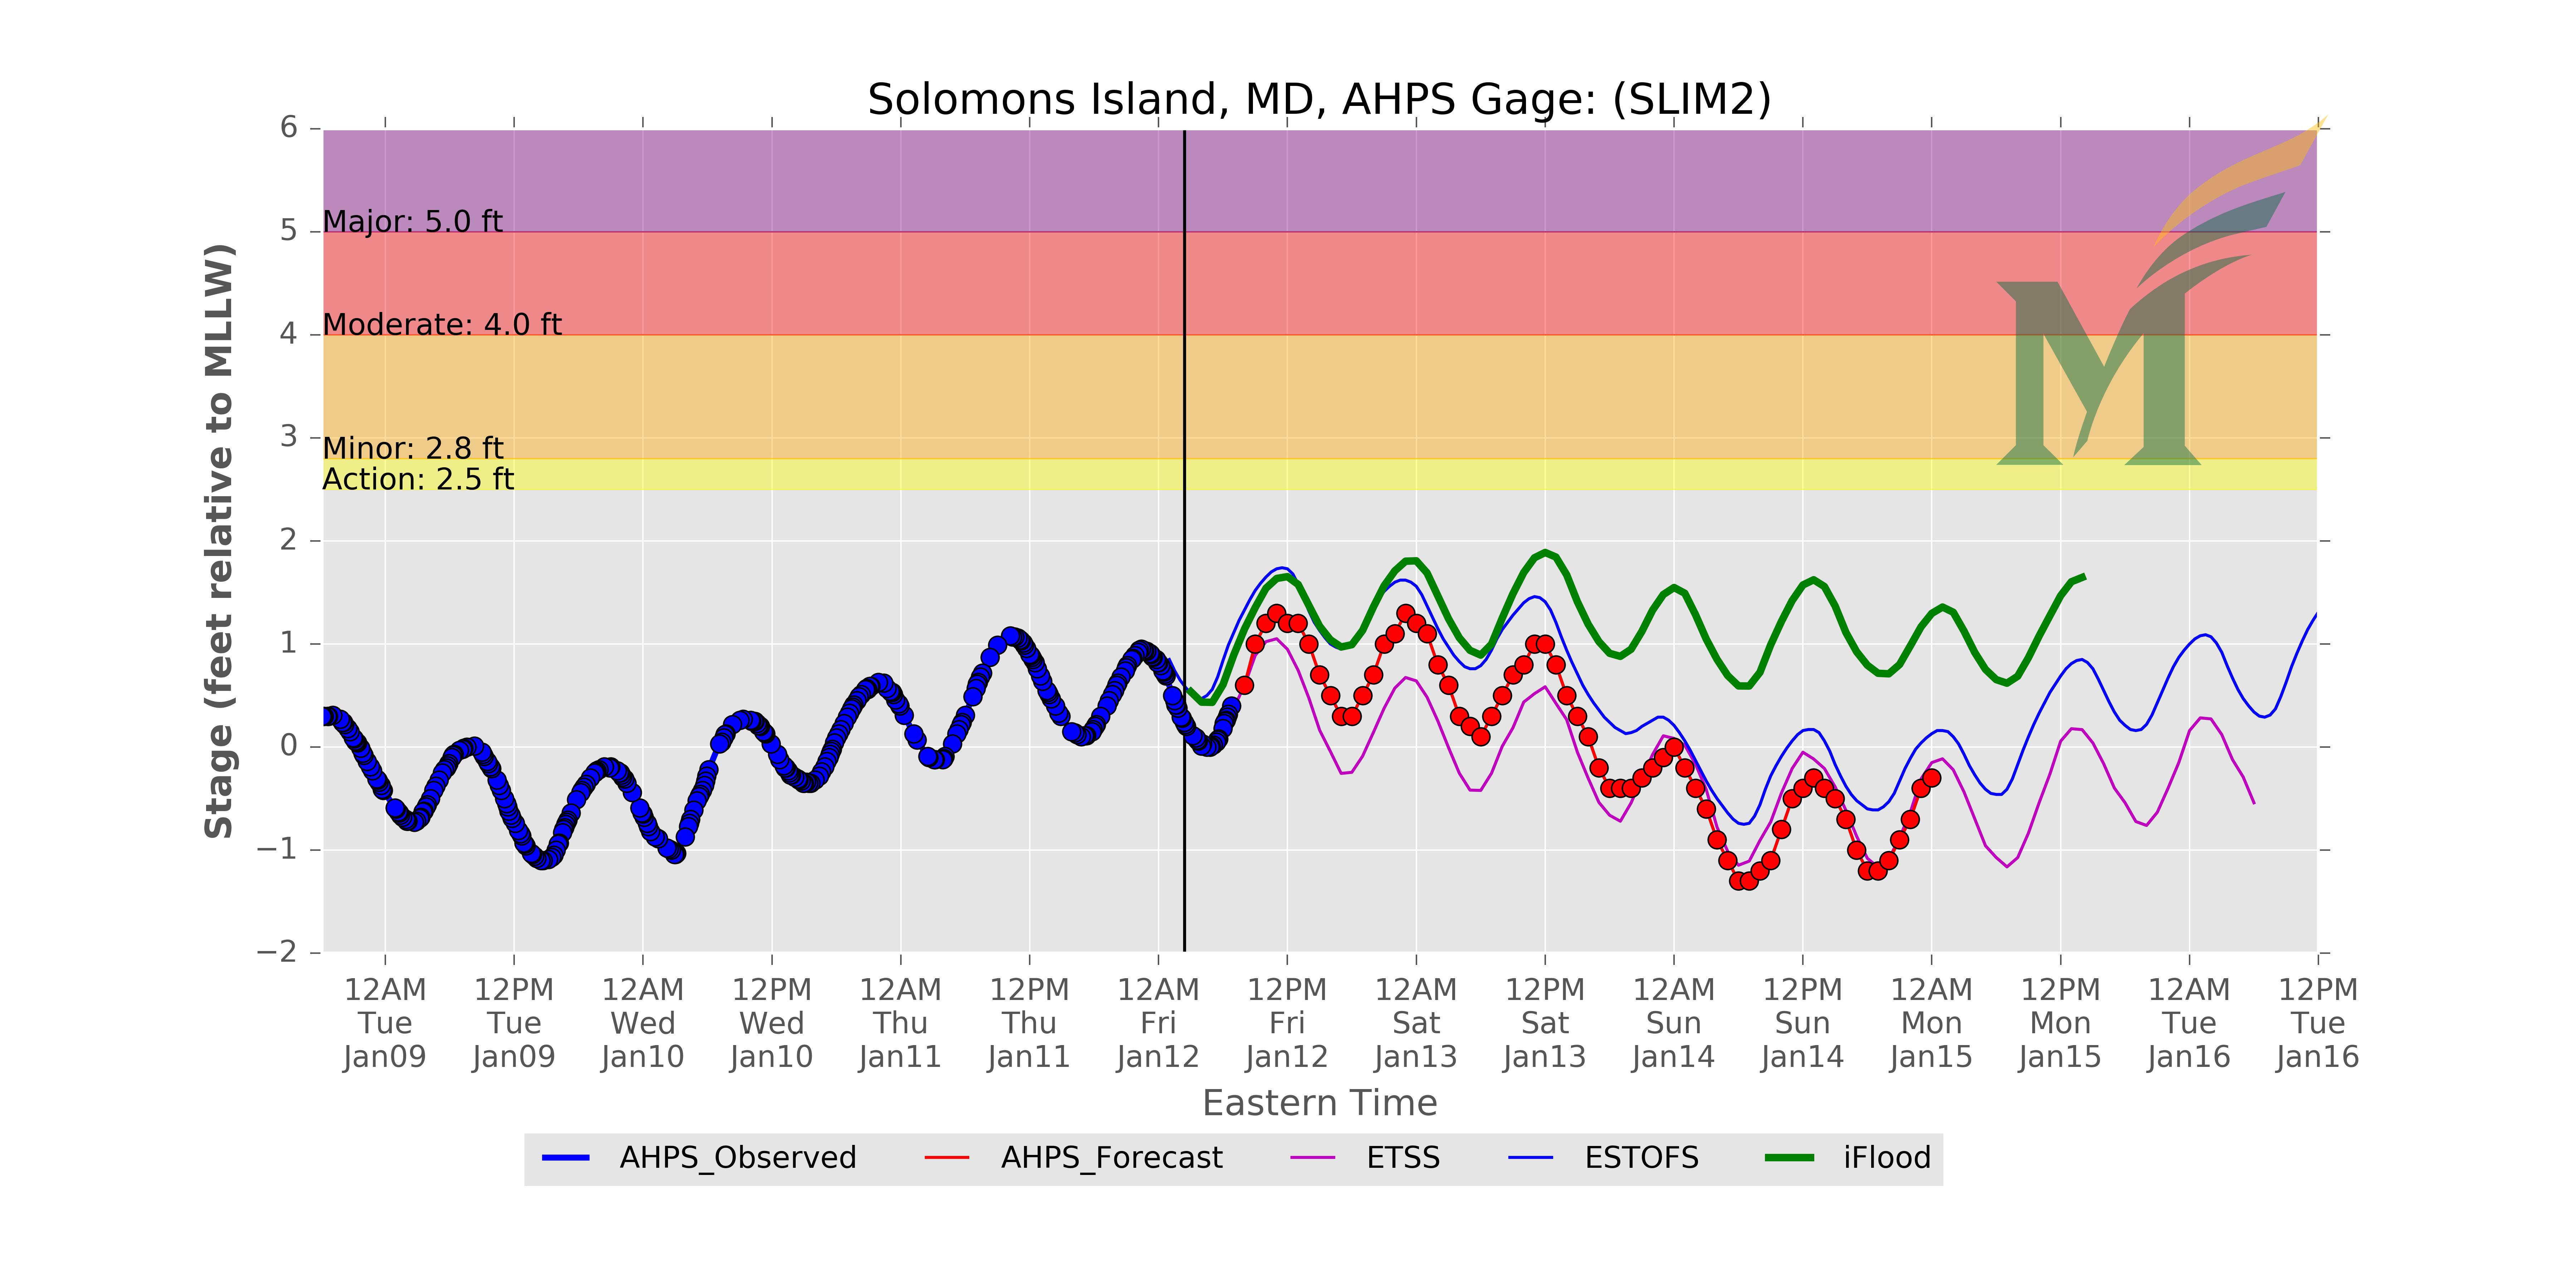 Solomons Island, MD, AHPS Gage: (SLIM2)
Stage (feet relative to MLLW)
6
5
4
3
2
1
0
−1
−2
Major: 5.0 ft
Moderate: 4.0 ft
Minor: 2.8 ft
Action: 2.5 ft
M
12AM 12PM 12AM 12PM 12AM 12PM 12AM 12PM 12AM 12PM 12AM 12PM 12AM 12PM 12AM 12PM
Tue Tue Wed Wed Thu Thu Fri Fri Sat Sat Sun Sun Mon Mon Tue Tue
Jan09 Jan09 Jan10 Jan10 Jan11 Jan11 Jan12 Jan12 Jan13 Jan13 Jan14 Jan14 Jan15 Jan15 Jan16 Jan16
Eastern Time
AHPS_Observed AHPS_Forecast ETSS ESTOFS iFlood